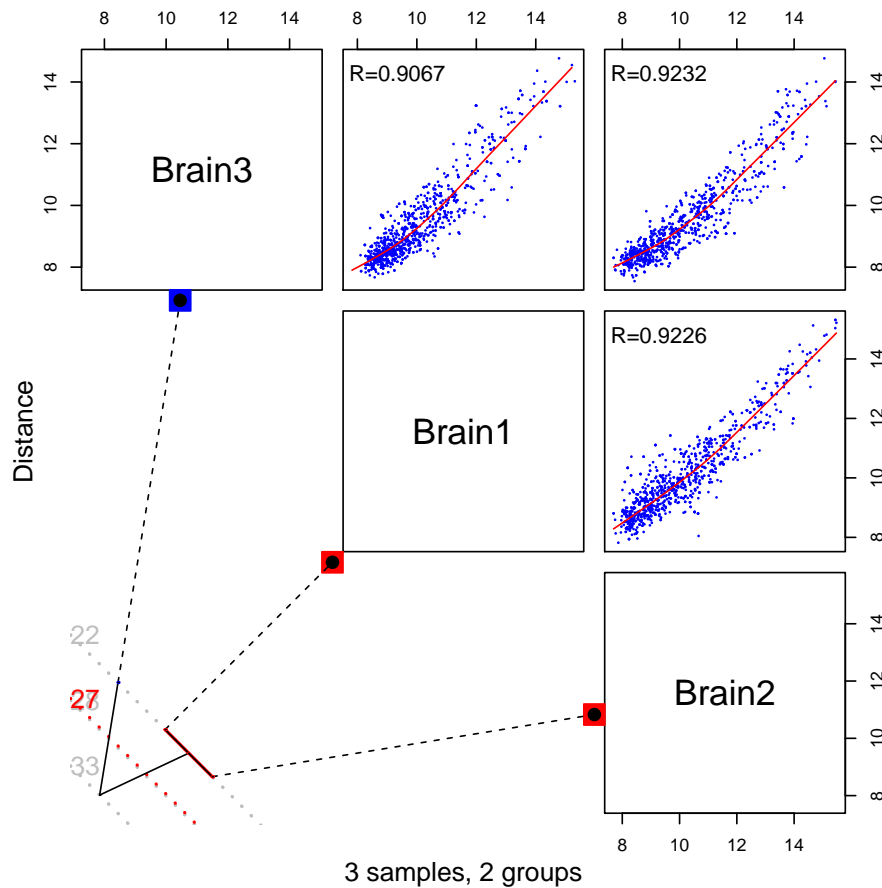 8 10 12 14 8 10 12 14
Brain3
R=0.9067
R=0.9232
8 10 12 14
8 10 12 14
Brain1
R=0.9226
8 10 12 14
Distance
Brain2
8 10 12 14
22
27
33
8 10 12 14
8 10 12 14
3 samples, 2 groups